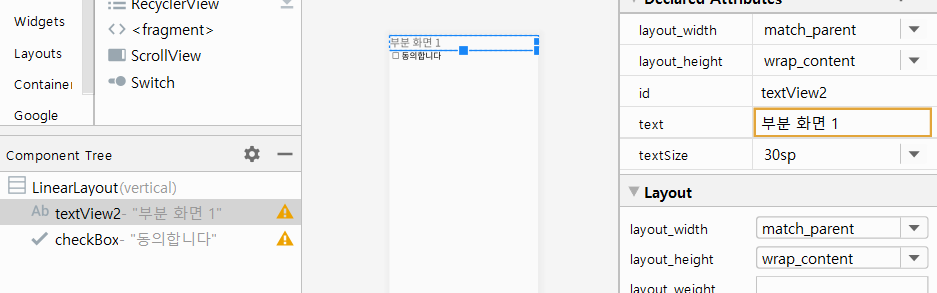 Widgets
Layouts
Container
Google
RecyclerView
<fragment>
ScrollView
Switch
Component Tree
LinearLayout(vertical)
Ab textView2- "부분 화면 1"
checkBox- "동의합니다"
부분 화면 1
동의합니다
Declared Attributes
layout_width match_parent
layout_height wrap_content
id textView2
text 부분 화면 1
textSize 30sp
Layout
layout_width match_parent
layout_height wrap_content
layout_weight